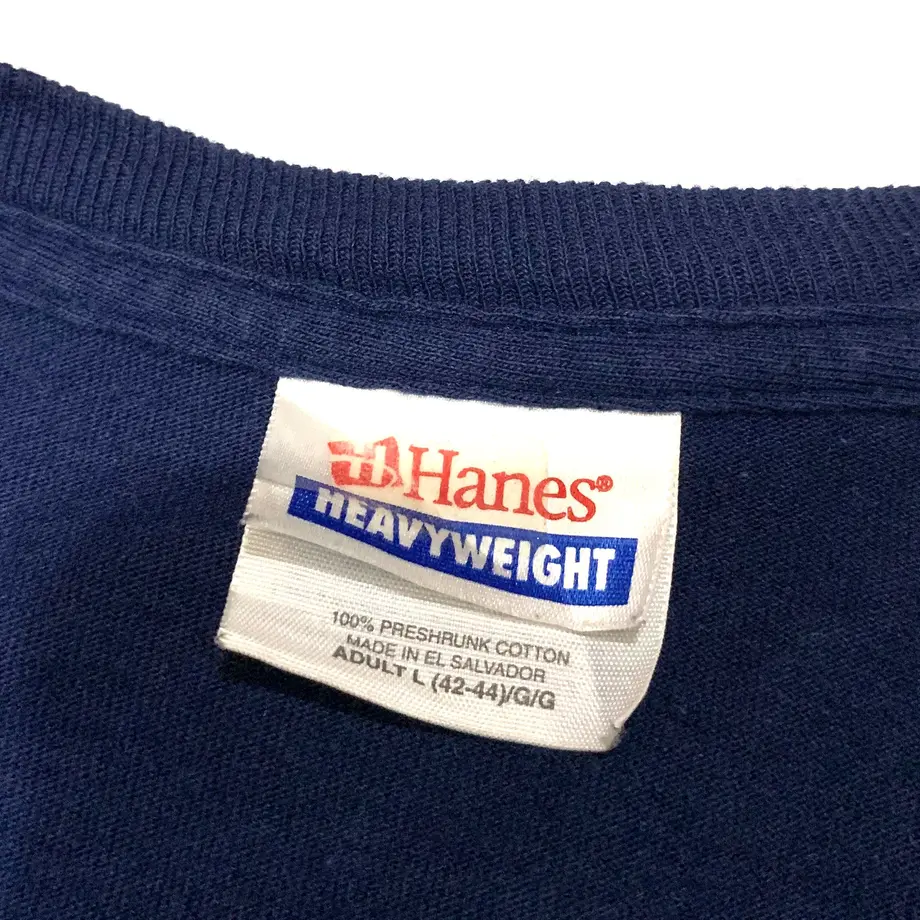 Hanes®
HEAVYWEIGHT
100% PRESHRUNK COTTON
MADE IN EL SALVADOR
ADULT L (42-44)/G/G